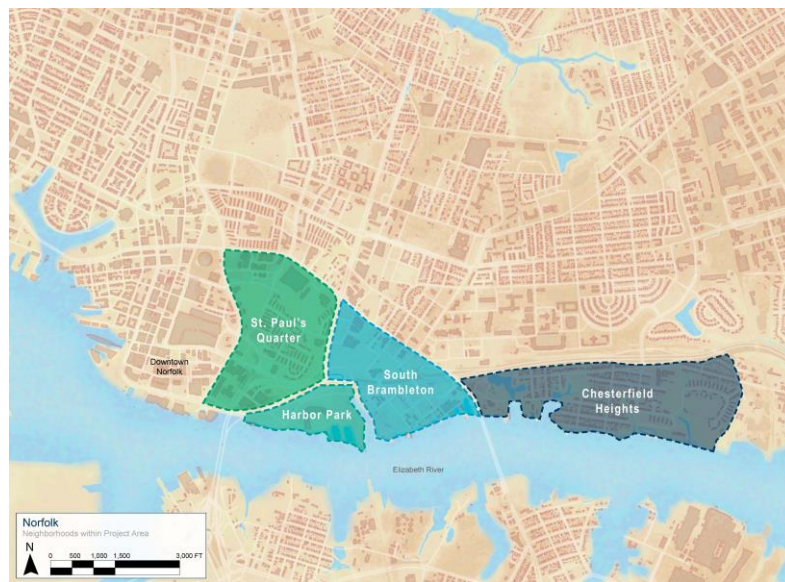 St. Paul's
Quarter
Downtown
Norfolk
South
Brambleton
Harbor Park
Chesterfield
Heights
Elizabeth River
Norfolk
Neighborhoods within Project Area
N
0 500 1,000 1,500 3,000 FT